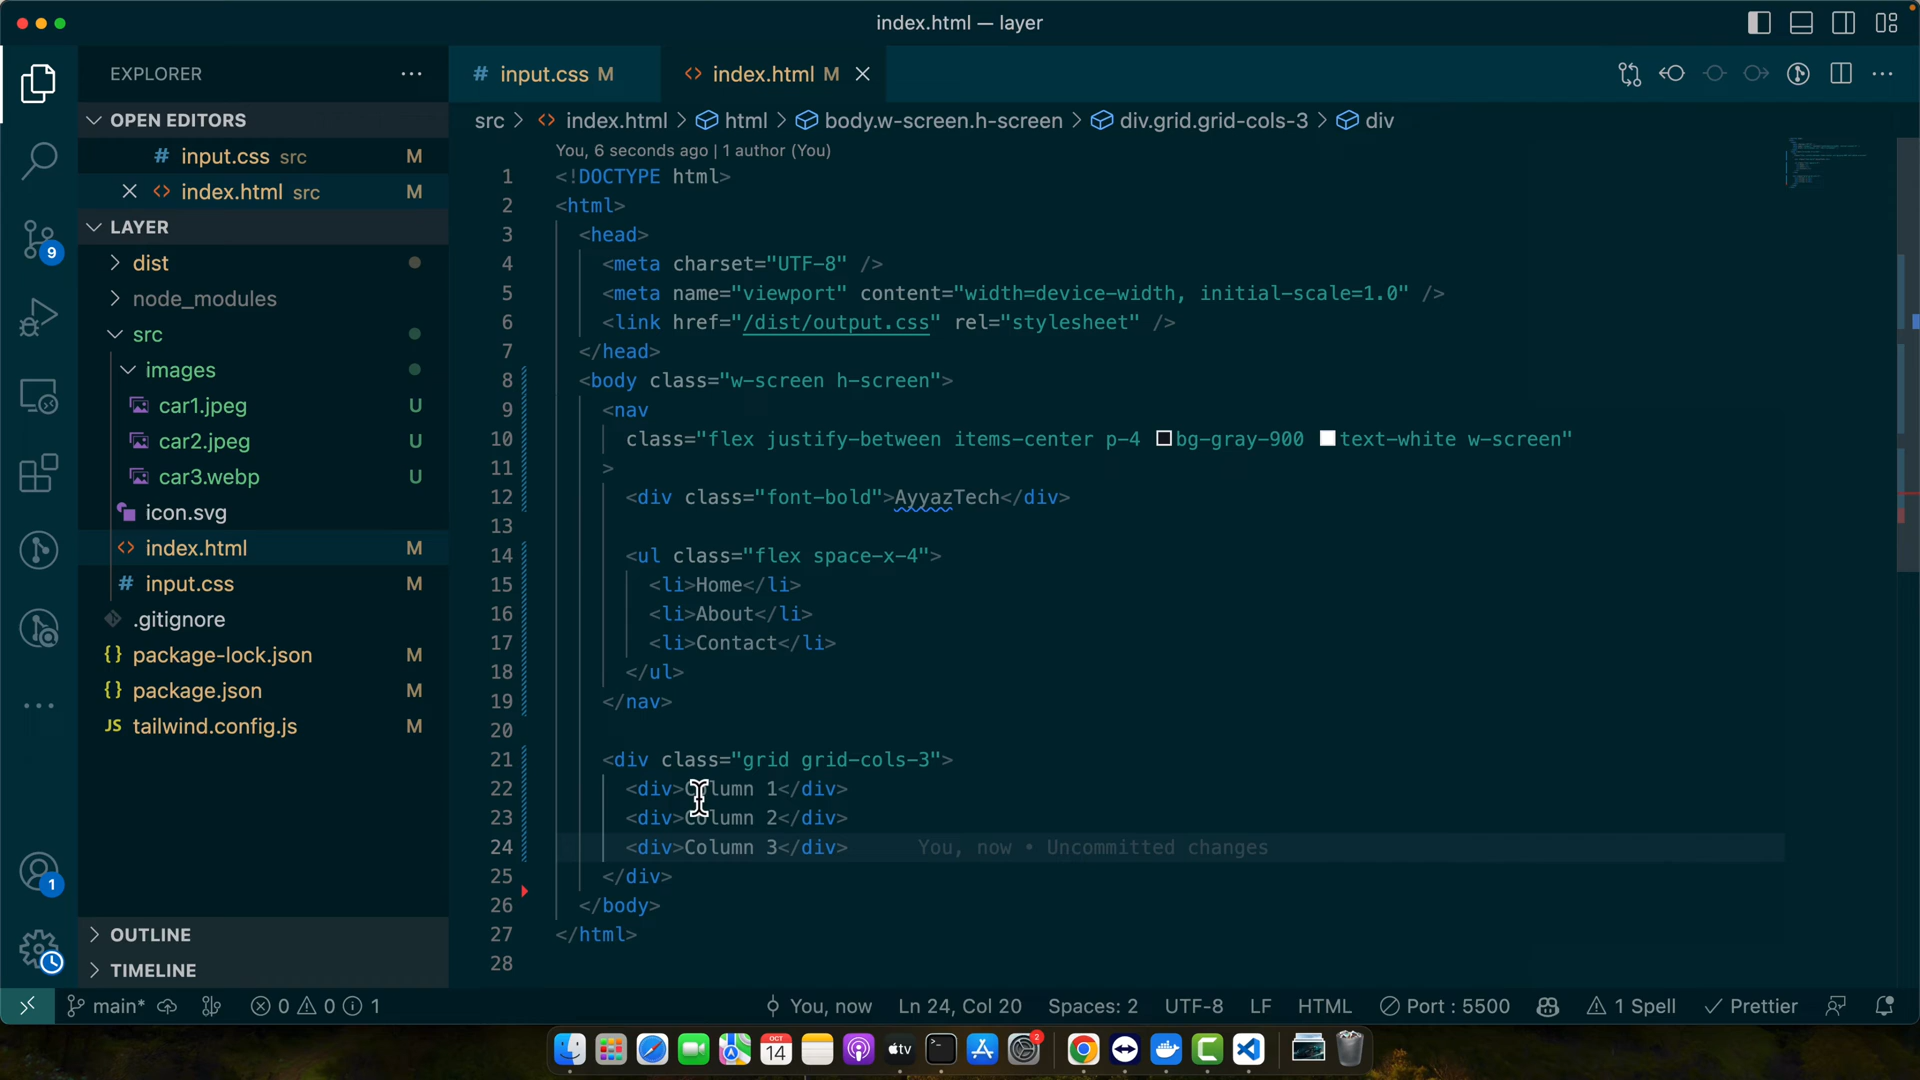 index.html — layer
EXPLORER
OPEN EDITORS
input.css src M
index.html src M
LAYER
dist
node_modules
src
images
car1.jpeg U
car2.jpeg U
car3.webp U
icon.svg
index.html M
input.css M
.gitignore
package-lock.json M
package.json M
tailwind.config.js M
OUTLINE
TIMELINE
9
1
input.css M
index.html M
src > index.html > html > body.w-screen.h-screen > div.grid.grid-cols-3 > div
You, 6 seconds ago | 1 author (You)
1 <!DOCTYPE html>
2 <html>
3 <head>
4 <meta charset="UTF-8" />
5 <meta name="viewport" content="width=device-width, initial-scale=1.0" />
6 <link href="/dist/output.css" rel="stylesheet" />
7 </head>
8 <body class="w-screen h-screen">
9 <nav
10 class="flex justify-between items-center p-4 bg-gray-900 text-white w-screen"
11 >
12 <div class="font-bold">AyyazTech</div>
13
14 <ul class="flex space-x-4">
15 <li>Home</li>
16 <li>About</li>
17 <li>Contact</li>
18 </ul>
19 </nav>
20
21 <div class="grid grid-cols-3">
22 <div>Column 1</div>
23 <div>Column 2</div>
24 <div>Column 3</div> You, now • Uncommitted changes
25 </div>
26 </body>
27 </html>
28
main* 0 0 1 You, now Ln 24, Col 20 Spaces: 2 UTF-8 LF HTML Port : 5500 1 Spell Prettier
OCT
14
tv
2